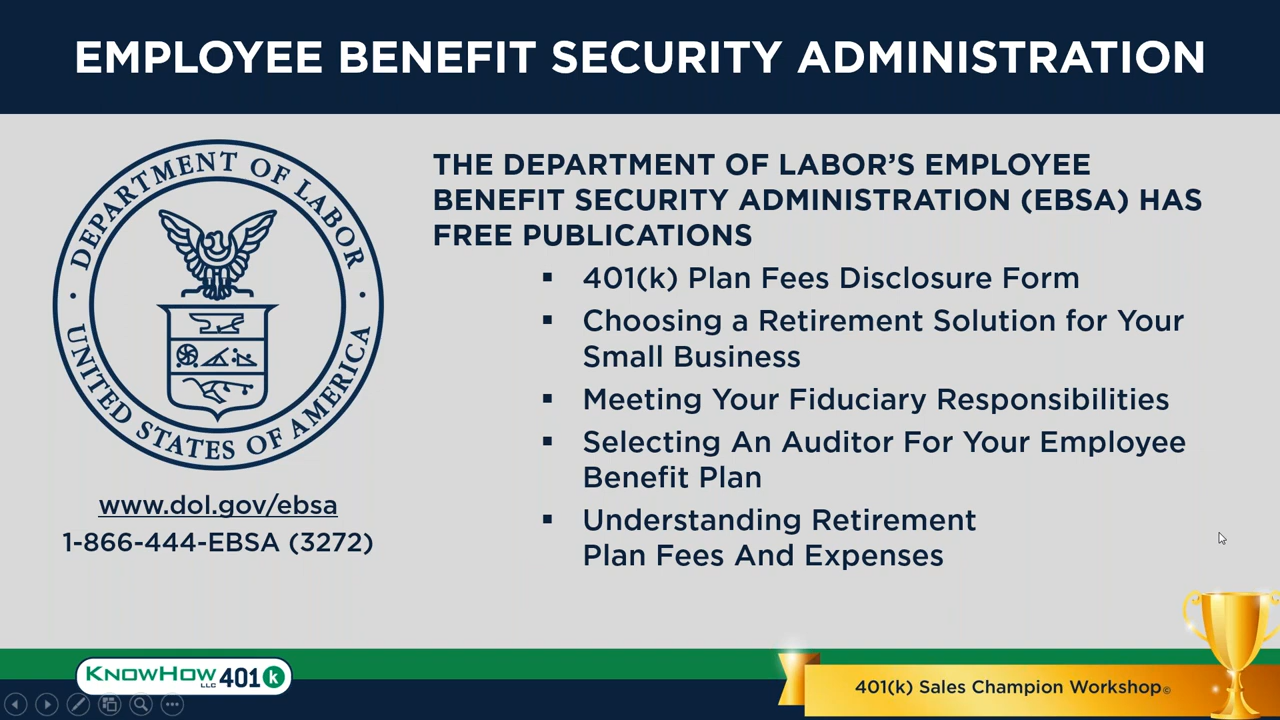 EMPLOYEE BENEFIT SECURITY ADMINISTRATION
DEPARTMENT OF LABOR
UNITED STATES OF AMERICA
www.dol.gov/ebsa
1-866-444-EBSA (3272)
THE DEPARTMENT OF LABOR’S EMPLOYEE
BENEFIT SECURITY ADMINISTRATION (EBSA) HAS
FREE PUBLICATIONS
▪ 401(k) Plan Fees Disclosure Form
▪ Choosing a Retirement Solution for Your
Small Business
▪ Meeting Your Fiduciary Responsibilities
▪ Selecting An Auditor For Your Employee
Benefit Plan
▪ Understanding Retirement
Plan Fees And Expenses
KNOWHOW LLC 401 k
401(k) Sales Champion Workshop©